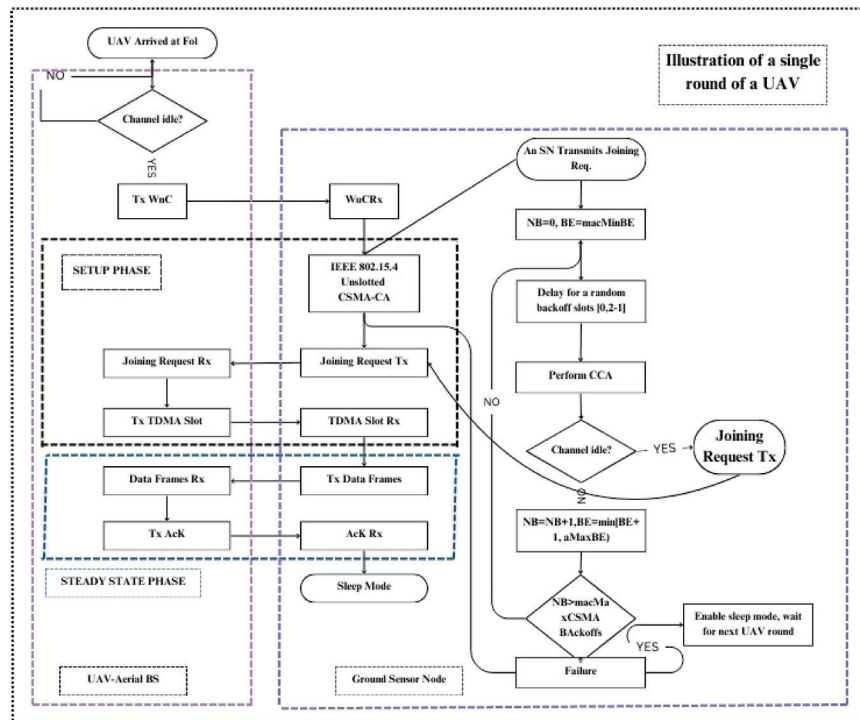 UAV Arrived at FoI
Illustration of a single
round of a UAV
NO
Channel idle?
YES
An SN Transmits Joining
Req.
Tx WnC
WuCRx
NB=0, BE=macMinBE
SETUP PHASE
IEEE 802.15.4
Unslotted
CSMA-CA
Delay for a random
backoff slots [0,2-1]
Joining Request Rx
Joining Request Tx
Perform CCA
NO
Tx TDMA Slot
TDMA Slot Rx
Channel idle?
YES
Joining
Request Tx
Data Frames Rx
Tx Data Frames
NO
Tx AcK
AcK Rx
NB=NB+1,BE=min[BE+
1, aMaxBE)
STEADY STATE PHASE
Sleep Mode
NB>macMa
xCSMA
BAckoffs
Enable sleep mode, wait
for next UAV round
YES
UAV-Aerial BS
Ground Sensor Node
Failure